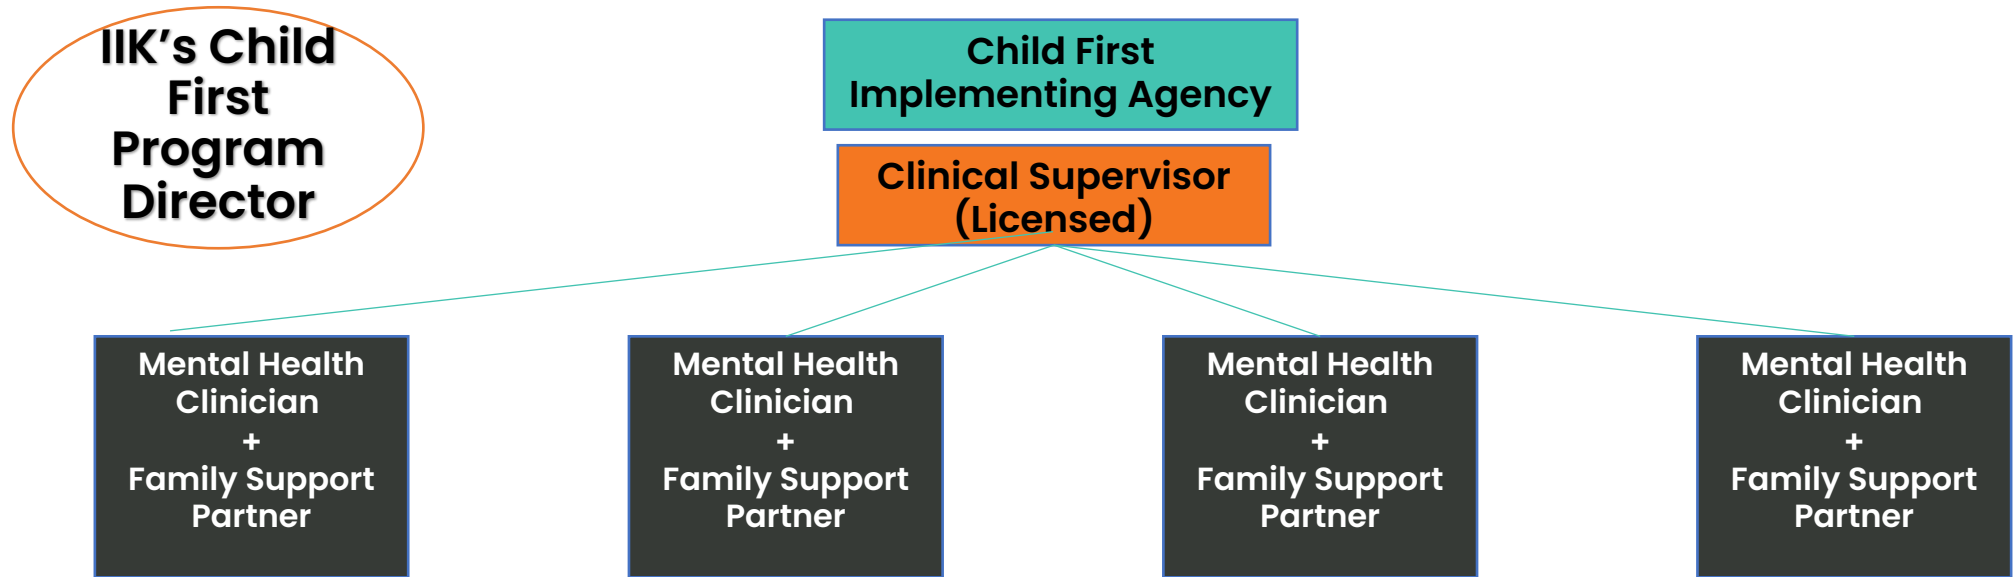 IIK’s Child
First
Program
Director
Child First
Implementing Agency
Clinical Supervisor
(Licensed)
Mental Health
Clinician
+
Family Support
Partner
Mental Health
Clinician
+
Family Support
Partner
Mental Health
Clinician
+
Family Support
Partner
Mental Health
Clinician
+
Family Support
Partner